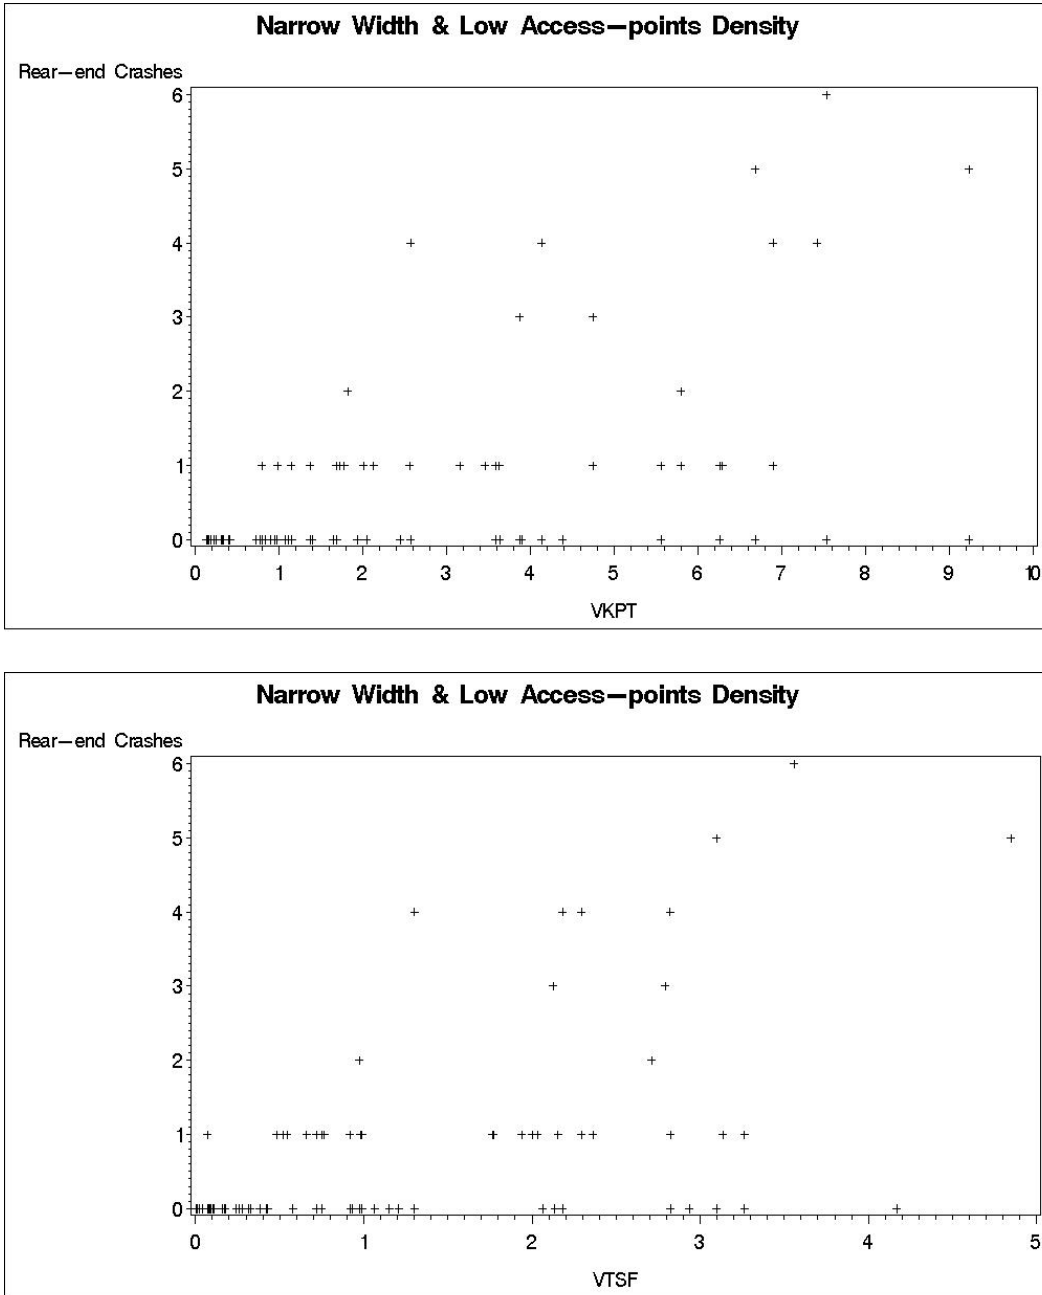 Narrow Width & Low Access—points Density
Rear—end Crashes
6
5
4
3
2
1
0
0 1 2 3 4 5 6 7 8 9 10
VKPT
Narrow Width & Low Access—points Density
Rear—end Crashes
6
5
4
3
2
1
0
0 1 2 3 4 5
VTSF